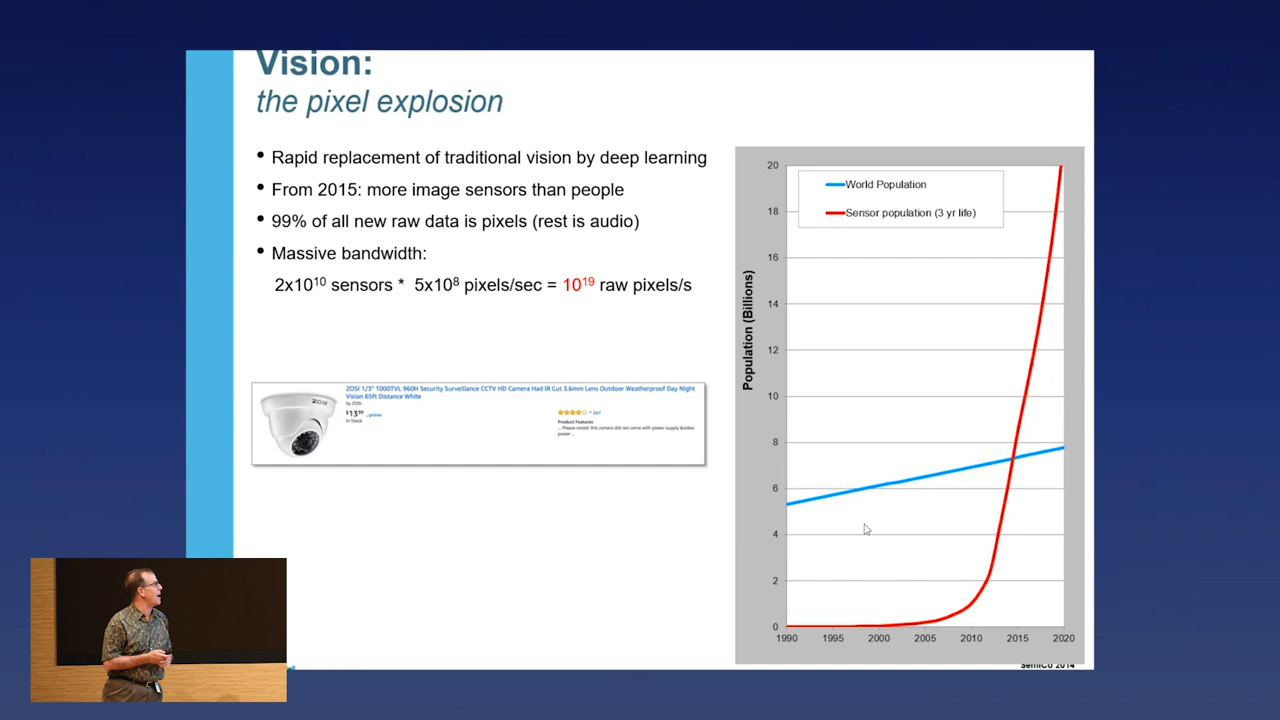 Vision:
the pixel explosion
• Rapid replacement of traditional vision by deep learning
• From 2015: more image sensors than people
• 99% of all new raw data is pixels (rest is audio)
• Massive bandwidth:
2x10¹⁰ sensors * 5x10⁸ pixels/sec = 10¹⁹ raw pixels/s
ZOSI 1/3" 1000TVL 960H Security Surveillance CCTV HD Camera Had IR Cut 3.6mm Lens Outdoor Weatherproof Day Night
Vision 65ft Distance White
by ZOSI
$13⁹⁹ prime
In Stock
247
Product Features
... Please noted: this camera did not came with power supply &video
power ...
ZOSI
World Population
Sensor population (3 yr life)
Population (Billions)
20
18
16
14
12
10
8
6
4
2
0
1990 1995 2000 2005 2010 2015 2020
SemiCo 2014